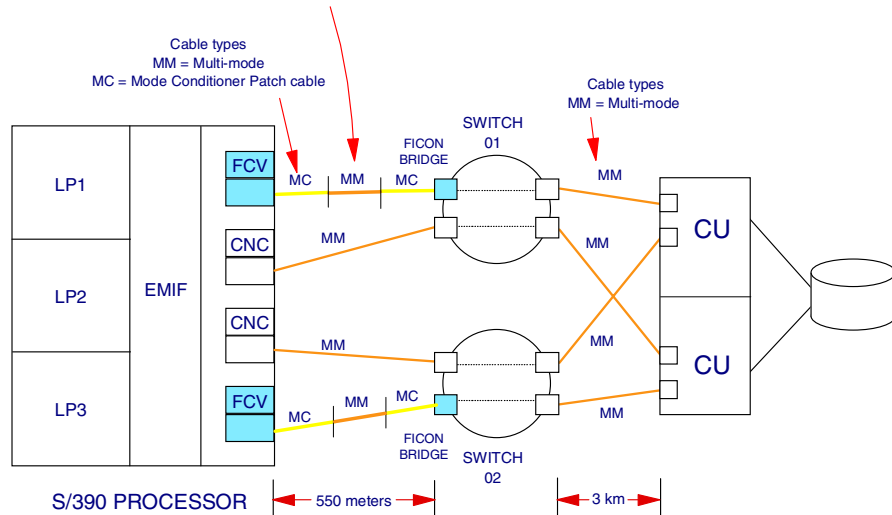 Cable types
MM = Multi-mode
MC = Mode Conditioner Patch cable
Cable types
MM = Multi-mode
SWITCH
01
FICON
BRIDGE
LP1
LP2
LP3
EMIF
FCV
CNC
CNC
FCV
MC
MM
MC
MM
MM
MC
MM
MC
MM
MM
MM
MM
CU
CU
FICON
BRIDGE
SWITCH
02
S/390 PROCESSOR
550 meters
3 km